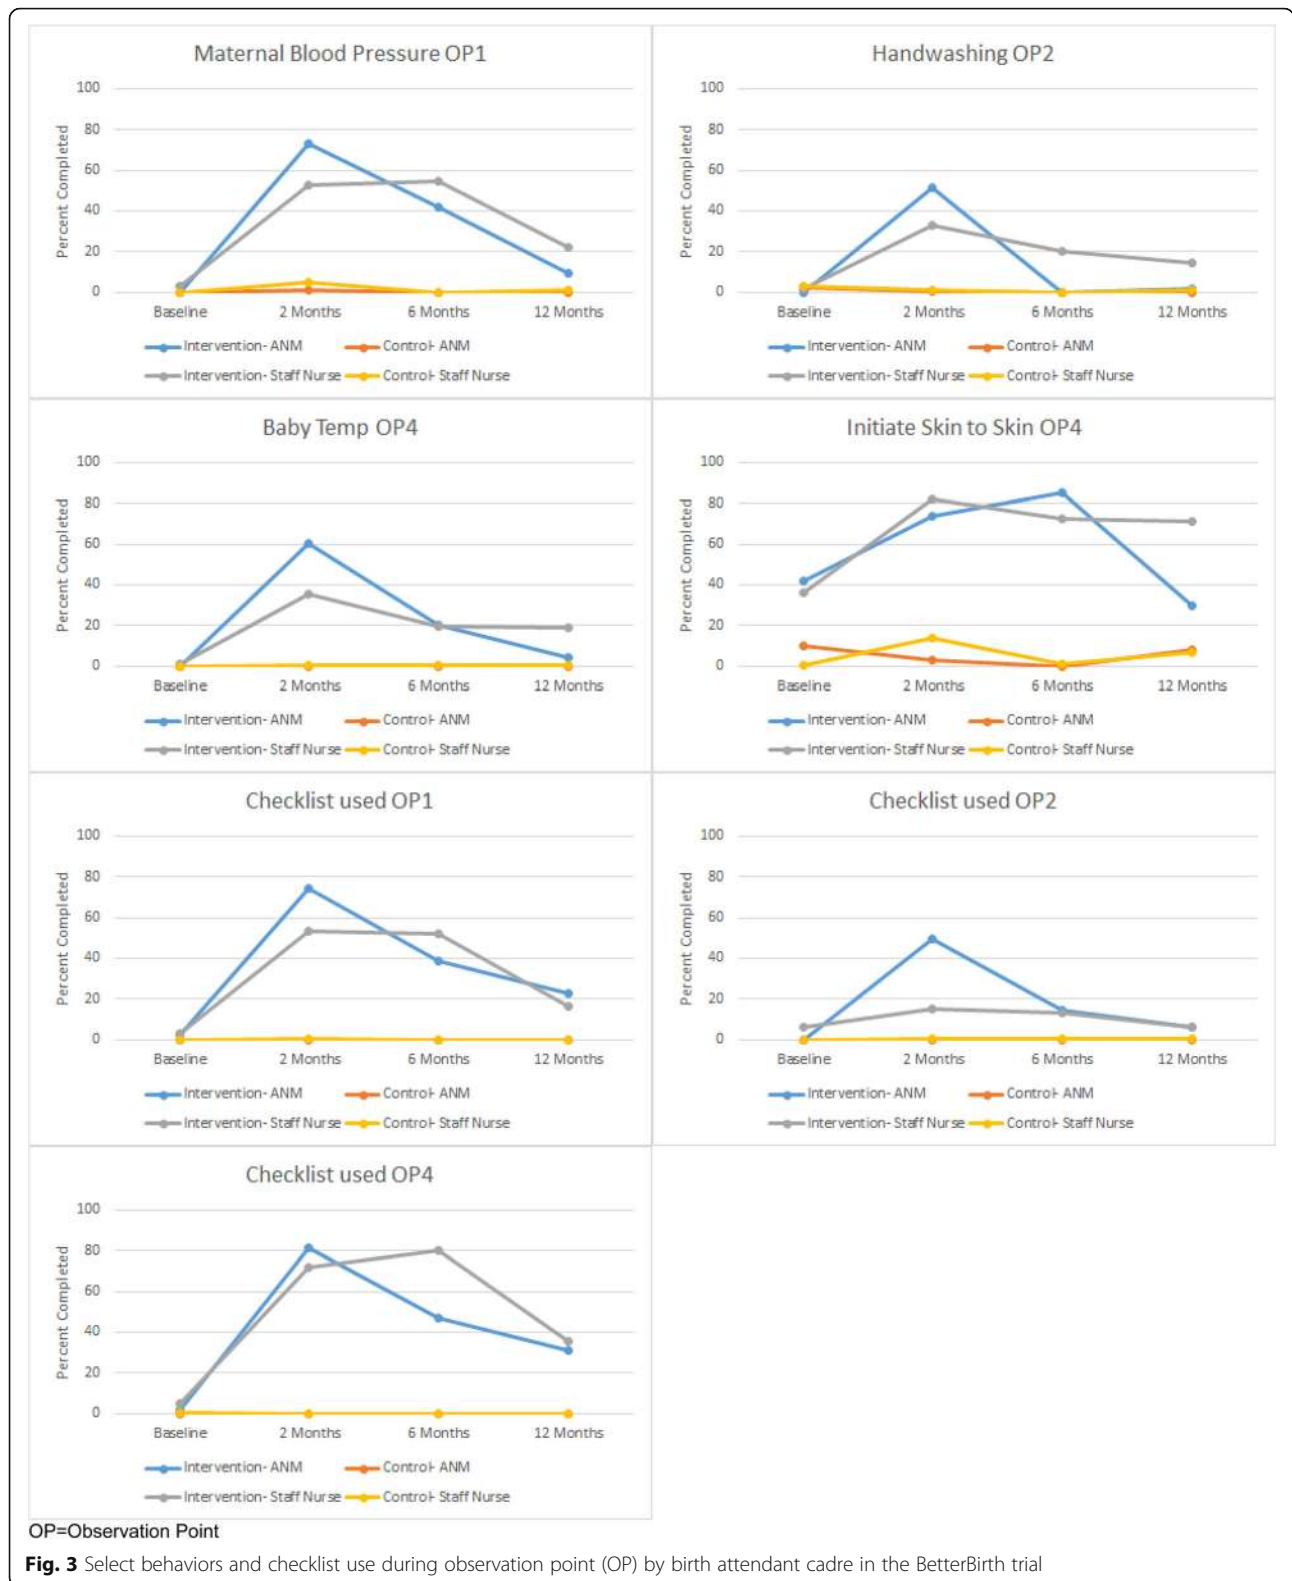 Maternal Blood Pressure OP1
100
80
60
40
20
0
Percent Completed
Baseline 2 Months 6 Months 12 Months
Intervention- ANM Control- ANM
Intervention- Staff Nurse Control- Staff Nurse
Handwashing OP2
100
80
60
40
20
0
Percent Completed
Baseline 2 Months 6 Months 12 Months
Intervention- ANM Control- ANM
Intervention- Staff Nurse Control- Staff Nurse
Baby Temp OP4
100
80
60
40
20
0
Percent Completed
Baseline 2 Months 6 Months 12 Months
Intervention- ANM Control- ANM
Intervention- Staff Nurse Control- Staff Nurse
Initiate Skin to Skin OP4
100
80
60
40
20
0
Percent Completed
Baseline 2 Months 6 Months 12 Months
Intervention- ANM Control- ANM
Intervention- Staff Nurse Control- Staff Nurse
Checklist used OP1
100
80
60
40
20
0
Percent Completed
Baseline 2 Months 6 Months 12 Months
Intervention- ANM Control- ANM
Intervention- Staff Nurse Control- Staff Nurse
Checklist used OP2
100
80
60
40
20
0
Percent Completed
Baseline 2 Months 6 Months 12 Months
Intervention- ANM Control- ANM
Intervention- Staff Nurse Control- Staff Nurse
Checklist used OP4
100
80
60
40
20
0
Percent Completed
Baseline 2 Months 6 Months 12 Months
Intervention- ANM Control- ANM
Intervention- Staff Nurse Control- Staff Nurse
OP=Observation Point
Fig. 3 Select behaviors and checklist use during observation point (OP) by birth attendant cadre in the BetterBirth trial